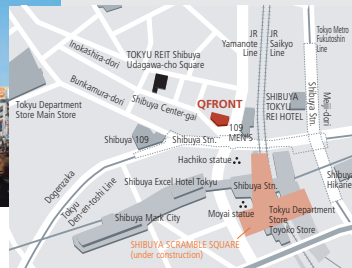 JR
Yamanote
Line
JR
Saikyo
Line
Tokyo Metro
Fukutoshin
Line
Inokashira-dori
TOKYU REIT Shibuya
Udagawa-cho Square
Bunkamura-dori
Shibuya Center-gai
QFRONT
SHIBUYA
TOKYU
REI HOTEL
Shibuya Stn.
Meiji-dori
Tokyu Department
Store Main Store
109
MEN'S
Shibuya 109
Shibuya Stn.
Hachiko statue
Dogenzaka
Tokyu
Den-en-toshi Line
Shibuya Excel Hotel Tokyu
Shibuya Stn.
Shibuya
Hikarie
Moyai statue
Shibuya Mark City
Tokyu Department
Store
Toyoko Store
SHIBUYA SCRAMBLE SQUARE
(under construction)